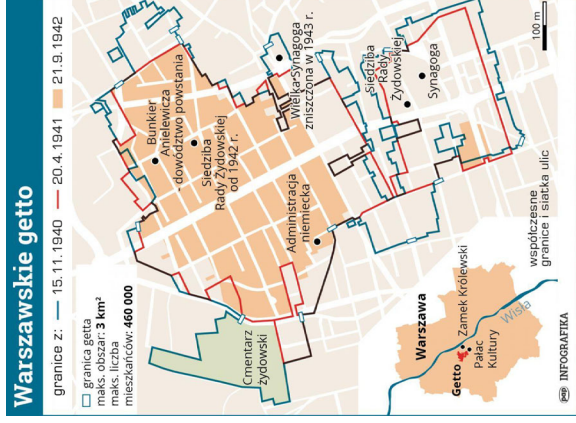 Warszawskie getto
granice z: 15.11.1940 20.4.1941 21.9.1942
granica getta
maks. obszar: 3 km²
maks. liczba
mieszkańców: 460 000
Cmentarz
żydowski
Bunkier
Anielewicza
- dowództwo powstania
Siedziba
Rady Żydowskiej
od 1942 r.
Administracja
niemiecka
Wielka Synagoga
zniszczona w 1943 r.
Siedziba
Rady
Żydowskiej
Synagoga
100 m
Warszawa
Getto
Zamek Królewski
Pałac
Kultury
Wisła
współczesne
granice i siatka ulic
pap INFOGRAFIKA